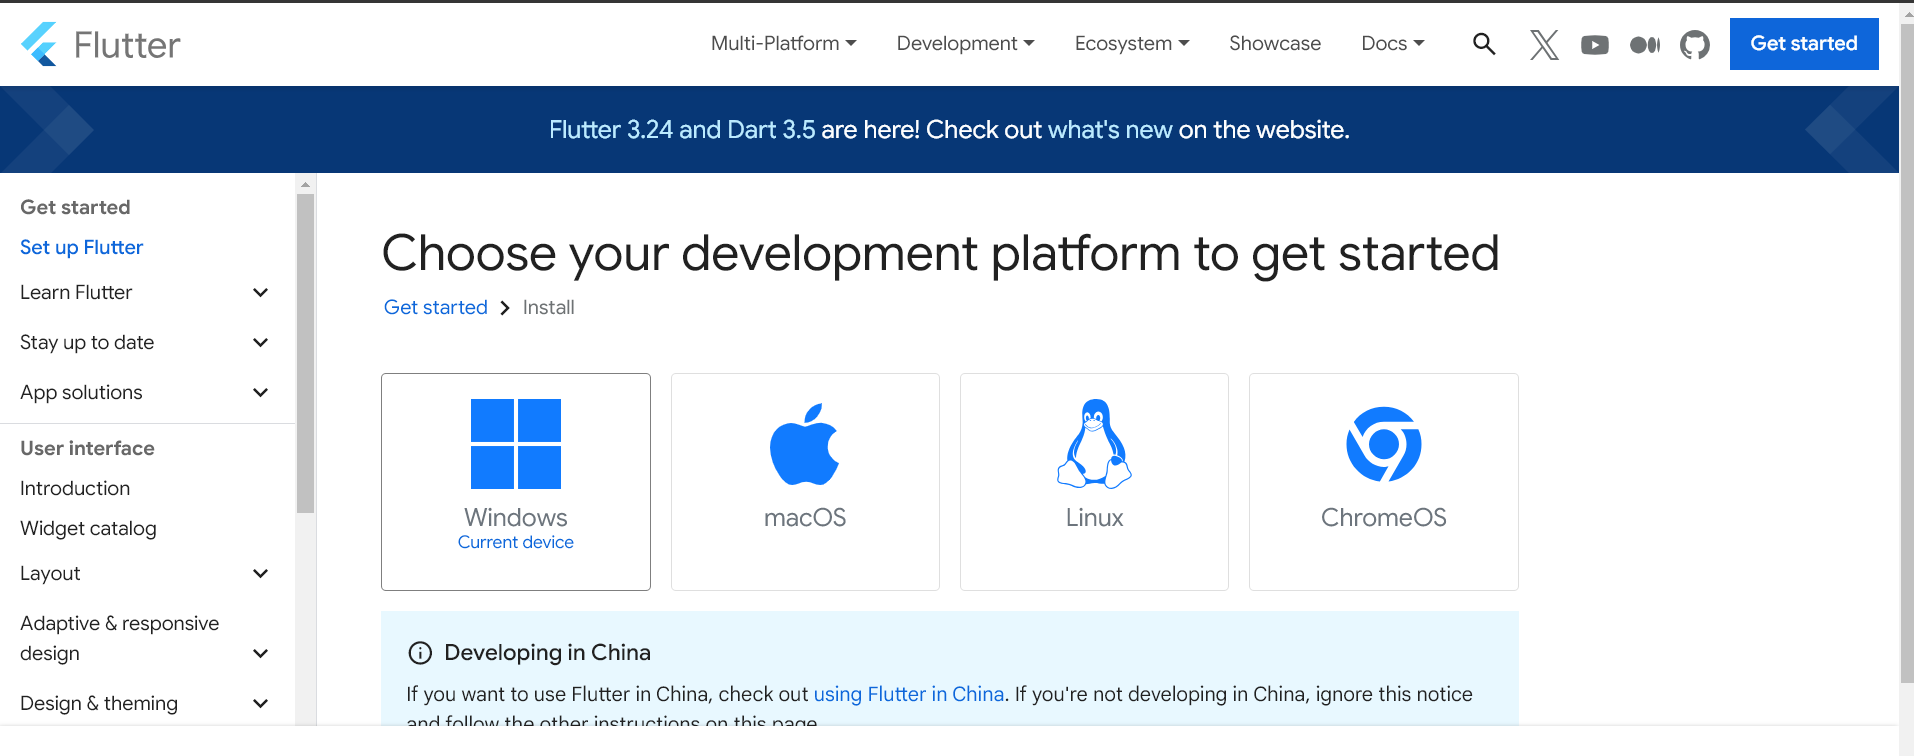 Flutter
Multi-Platform
Development
Ecosystem
Showcase
Docs
Get started
Flutter 3.24 and Dart 3.5 are here! Check out what's new on the website.
Get started
Set up Flutter
Learn Flutter
Stay up to date
App solutions
User interface
Introduction
Widget catalog
Layout
Adaptive & responsive
design
Design & theming
Choose your development platform to get started
Get started
Install
Windows
Current device
macOS
Linux
ChromeOS
Developing in China
If you want to use Flutter in China, check out using Flutter in China. If you're not developing in China, ignore this notice
and follow the other instructions on this page.